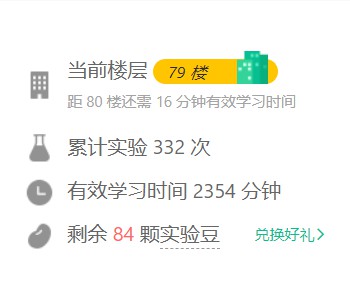 当前楼层 79 楼
距 80 楼还需 16 分钟有效学习时间
累计实验 332 次
有效学习时间 2354 分钟
剩余 84 颗实验豆 兑换好礼